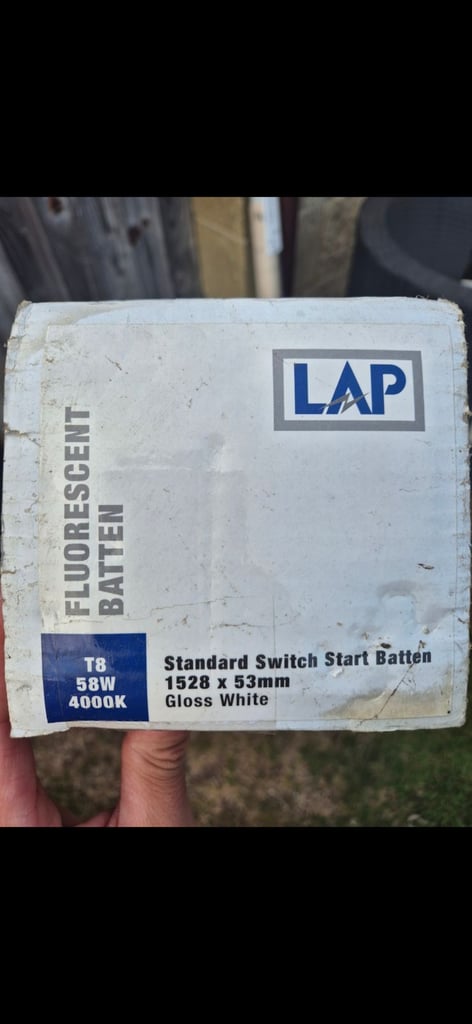 LAP
FLUORESCENT
BATTEN
T8
58W
4000K
Standard Switch Start Batten
1528 x 53mm
Gloss White